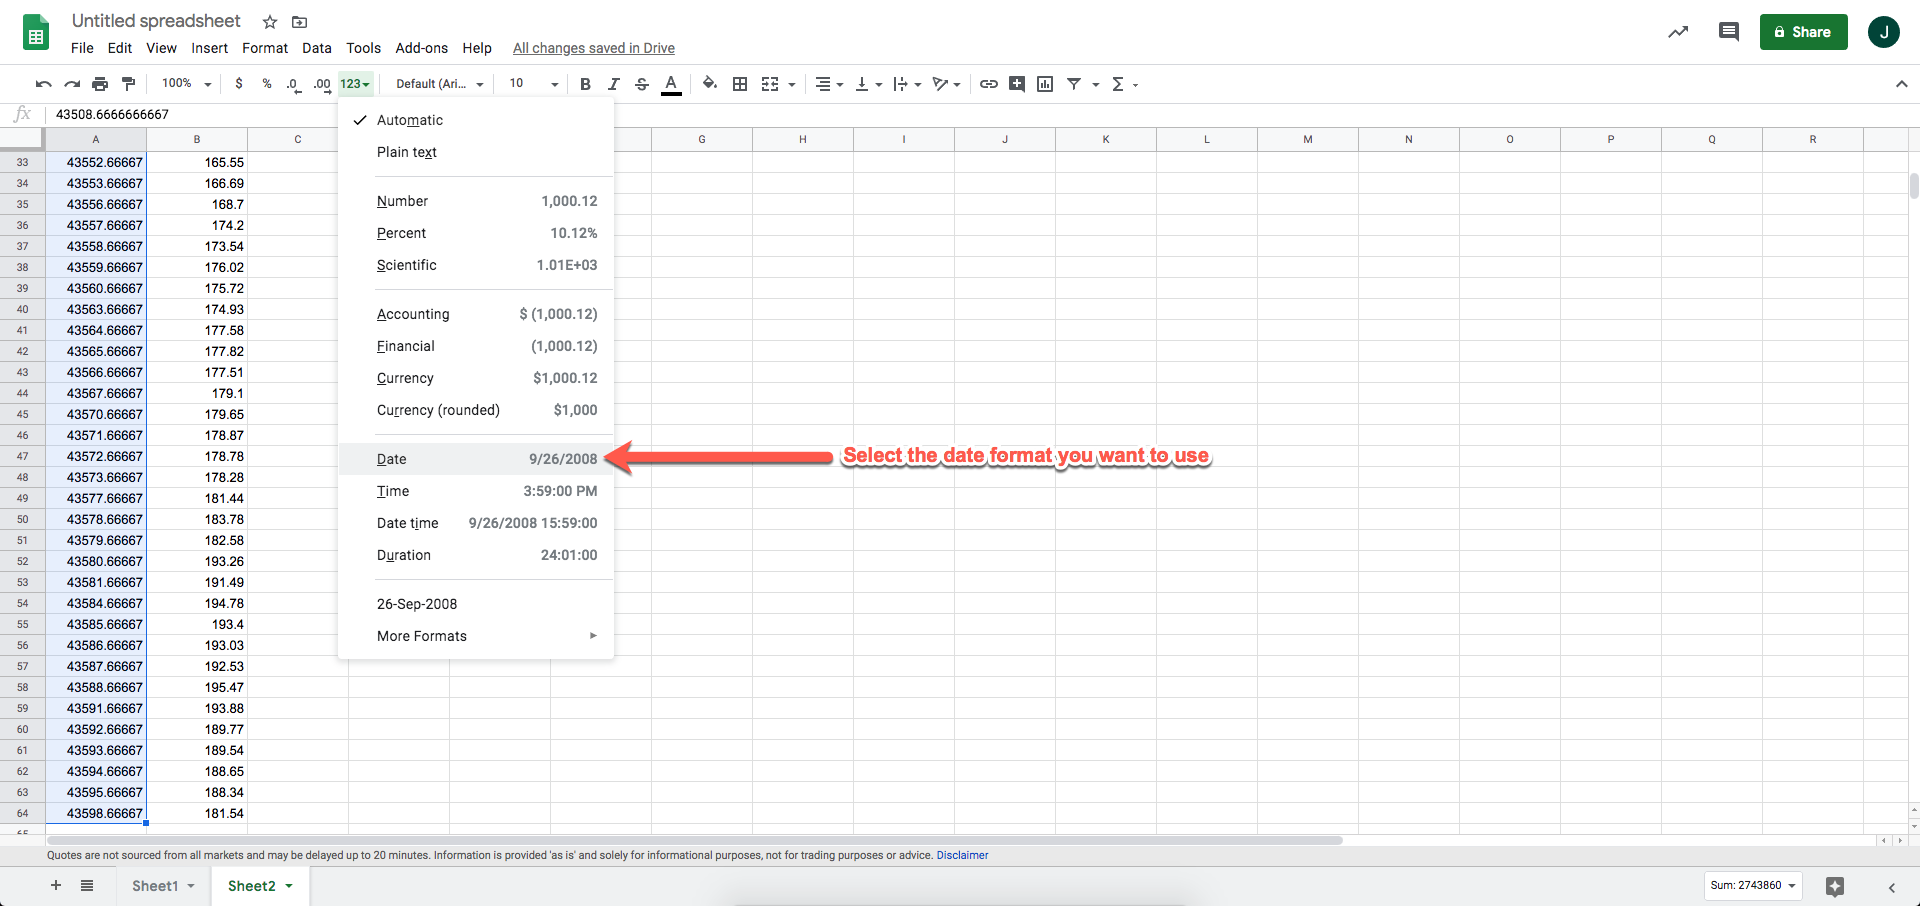 Untitled spreadsheet
File Edit View Insert Format Data Tools Add-ons Help All changes saved in Drive
Share J
100% $ % .0 .00 123 Default (Ari... 10 B I S A
fx 43508.6666666667
A B C G H I J K L M N O P Q R
33 43552.66667 165.55
34 43553.66667 166.69
35 43556.66667 168.7
36 43557.66667 174.2
37 43558.66667 173.54
38 43559.66667 176.02
39 43560.66667 175.72
40 43563.66667 174.93
41 43564.66667 177.58
42 43565.66667 177.82
43 43566.66667 177.51
44 43567.66667 179.1
45 43570.66667 179.65
46 43571.66667 178.87
47 43572.66667 178.78
48 43573.66667 178.28
49 43577.66667 181.44
50 43578.66667 183.78
51 43579.66667 182.58
52 43580.66667 193.26
53 43581.66667 191.49
54 43584.66667 194.78
55 43585.66667 193.4
56 43586.66667 193.03
57 43587.66667 192.53
58 43588.66667 195.47
59 43591.66667 193.88
60 43592.66667 189.77
61 43593.66667 189.54
62 43594.66667 188.65
63 43595.66667 188.34
64 43598.66667 181.54
65
Automatic
Plain text
Number 1,000.12
Percent 10.12%
Scientific 1.01E+03
Accounting $ (1,000.12)
Financial (1,000.12)
Currency $1,000.12
Currency (rounded) $1,000
Date 9/26/2008
Time 3:59:00 PM
Date time 9/26/2008 15:59:00
Duration 24:01:00
26-Sep-2008
More Formats
Select the date format you want to use
Quotes are not sourced from all markets and may be delayed up to 20 minutes. Information is provided 'as is' and solely for informational purposes, not for trading purposes or advice. Disclaimer
Sheet1 Sheet2 Sum: 2743860